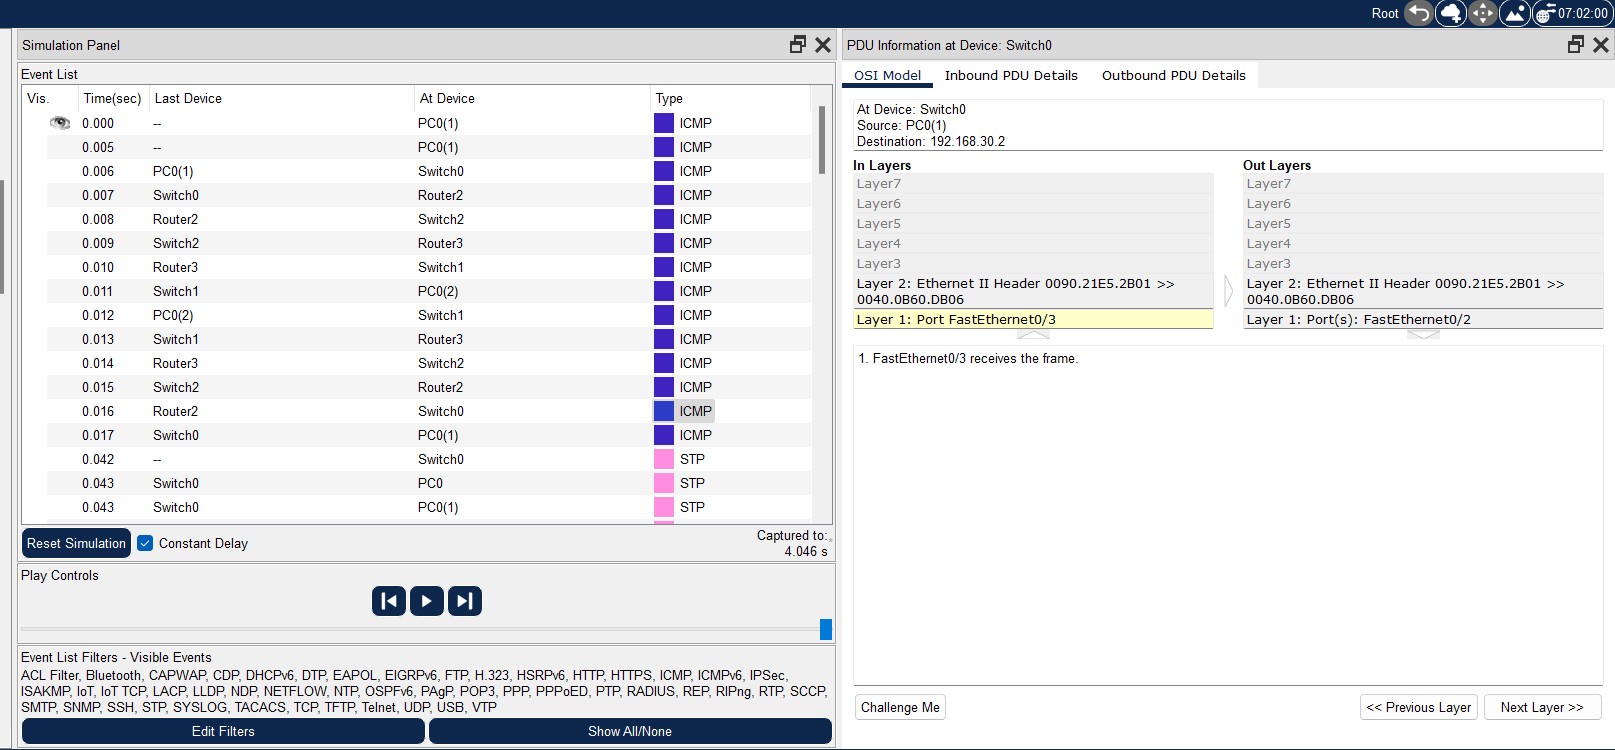 Root 07:02:00
Simulation Panel
Event List
Vis. Time(sec) Last Device At Device Type
0.000 -- PC0(1) ICMP
0.005 -- PC0(1) ICMP
0.006 PC0(1) Switch0 ICMP
0.007 Switch0 Router2 ICMP
0.008 Router2 Switch2 ICMP
0.009 Switch2 Router3 ICMP
0.010 Router3 Switch1 ICMP
0.011 Switch1 PC0(2) ICMP
0.012 PC0(2) Switch1 ICMP
0.013 Switch1 Router3 ICMP
0.014 Router3 Switch2 ICMP
0.015 Switch2 Router2 ICMP
0.016 Router2 Switch0 ICMP
0.017 Switch0 PC0(1) ICMP
0.042 -- Switch0 STP
0.043 Switch0 PC0 STP
0.043 Switch0 PC0(1) STP
Reset Simulation Constant Delay
Captured to:
4.046 s
Play Controls
Event List Filters - Visible Events
ACL Filter, Bluetooth, CAPWAP, CDP, DHCPv6, DTP, EAPOL, EIGRPv6, FTP, H.323, HSRPv6, HTTP, HTTPS, ICMP, ICMPv6, IPSec,
ISAKMP, IoT, IoT TCP, LACP, LLDP, NDP, NETFLOW, NTP, OSPFv6, PAgP, POP3, PPP, PPPoED, PTP, RADIUS, REP, RIPng, RTP, SCCP,
SMTP, SNMP, SSH, STP, SYSLOG, TACACS, TCP, TFTP, Telnet, UDP, USB, VTP
Edit Filters Show All/None
PDU Information at Device: Switch0
OSI Model Inbound PDU Details Outbound PDU Details
At Device: Switch0
Source: PC0(1)
Destination: 192.168.30.2
In Layers
Layer7
Layer6
Layer5
Layer4
Layer3
Layer 2: Ethernet II Header 0090.21E5.2B01 >>
0040.0B60.DB06
Layer 1: Port FastEthernet0/3
Out Layers
Layer7
Layer6
Layer5
Layer4
Layer3
Layer 2: Ethernet II Header 0090.21E5.2B01 >>
0040.0B60.DB06
Layer 1: Port(s): FastEthernet0/2
1. FastEthernet0/3 receives the frame.
Challenge Me << Previous Layer Next Layer >>